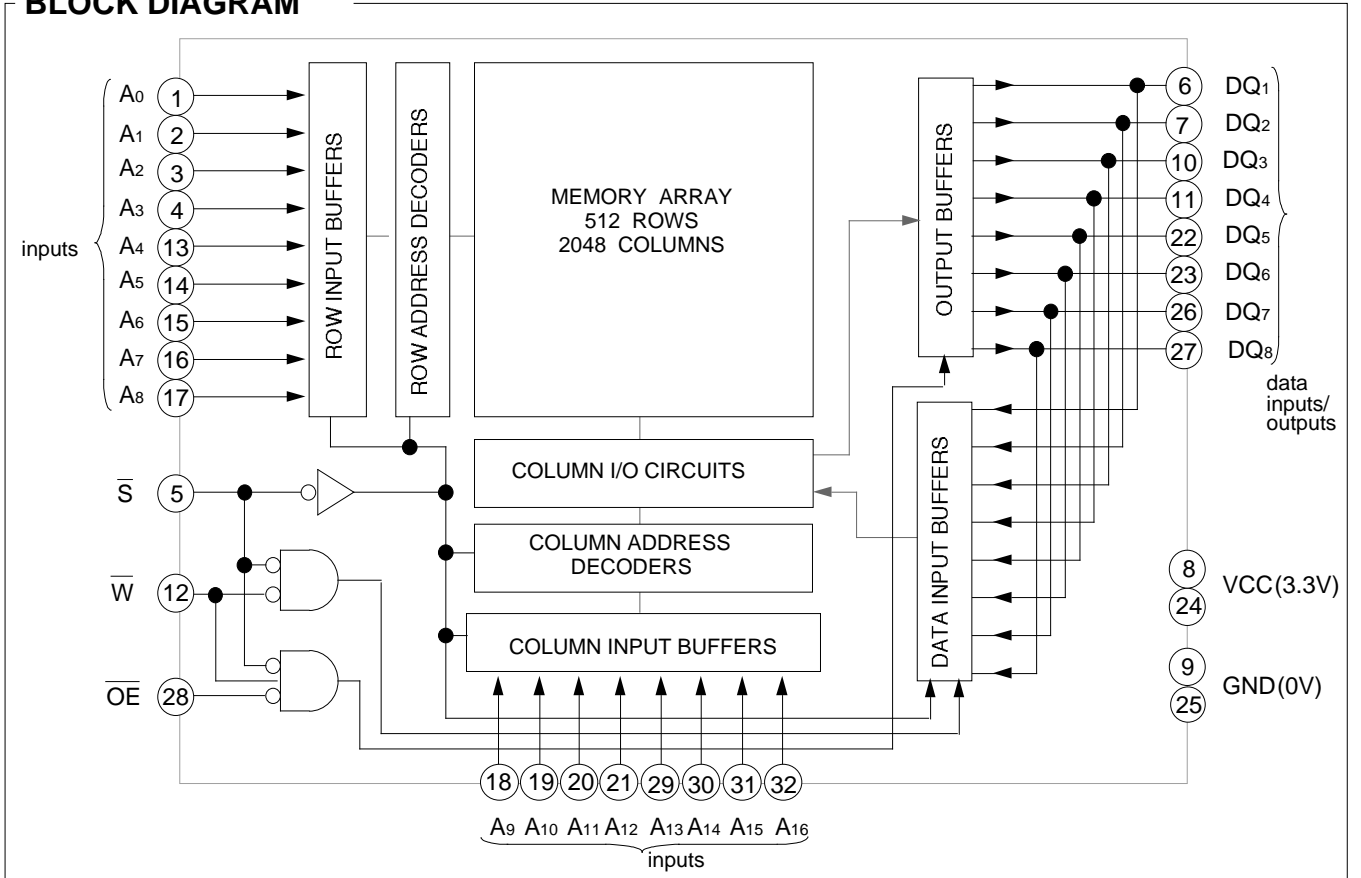 BLOCK DIAGRAM
inputs
A0 1
A1 2
A2 3
A3 4
A4 13
A5 14
A6 15
A7 16
A8 17
S̅ 5
W̅ 12
O̅E̅ 28
ROW INPUT BUFFERS
ROW ADDRESS DECODERS
MEMORY ARRAY
512 ROWS
2048 COLUMNS
COLUMN I/O CIRCUITS
COLUMN ADDRESS
DECODERS
COLUMN INPUT BUFFERS
OUTPUT BUFFERS
DATA INPUT BUFFERS
6 DQ1
7 DQ2
10 DQ3
11 DQ4
22 DQ5
23 DQ6
26 DQ7
27 DQ8
data
inputs/
outputs
8
VCC(3.3V)
24
9
GND(0V)
25
18 19 20 21 29 30 31 32
A9 A10 A11 A12 A13 A14 A15 A16
inputs